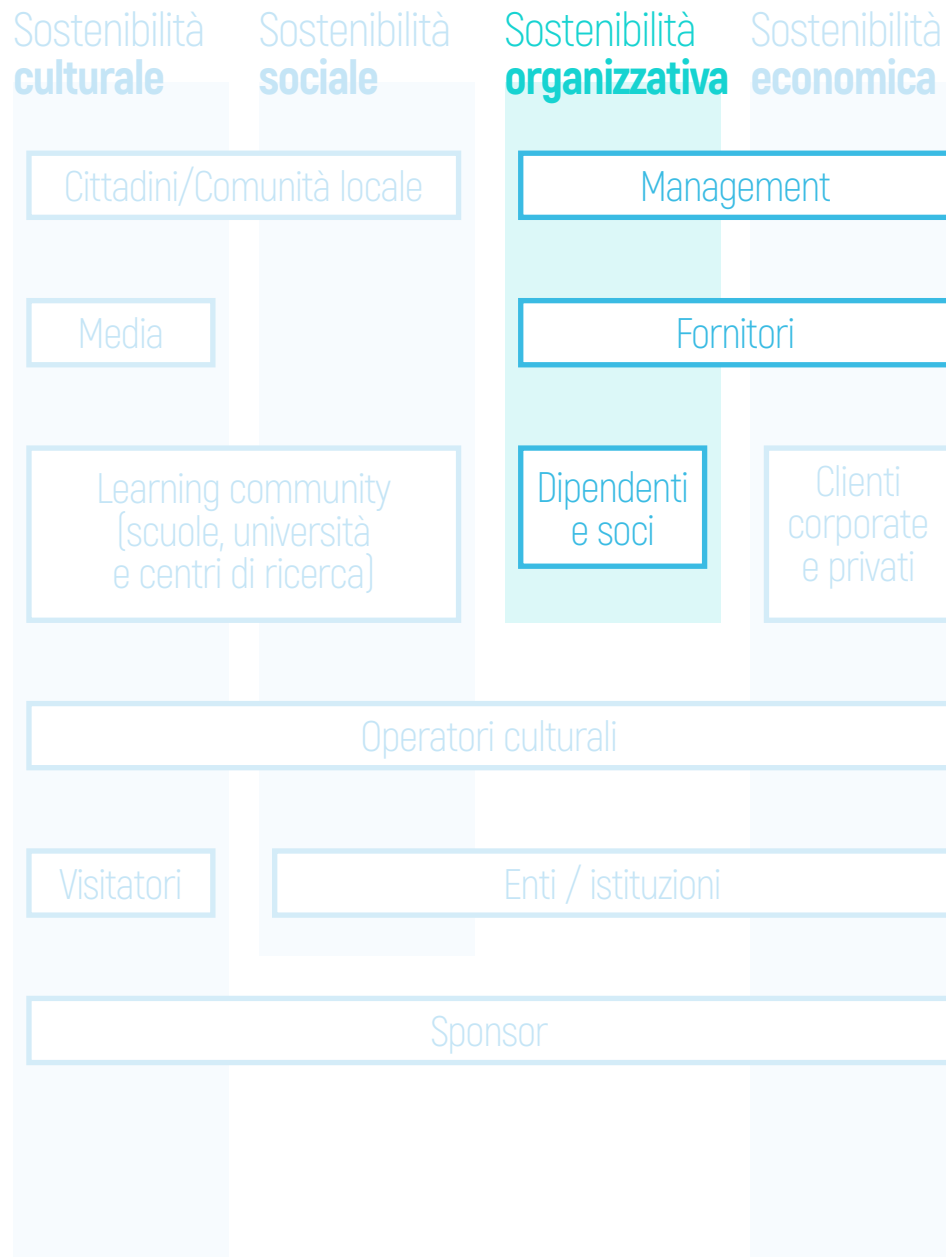 Sostenibilità
culturale
Sostenibilità
sociale
Sostenibilità
organizzativa
Sostenibilità
economica
Cittadini/Comunità locale
Management
Media
Fornitori
Learning community
(scuole, università
e centri di ricerca)
Dipendenti
e soci
Clienti
corporate
e privati
Operatori culturali
Visitatori
Enti / istituzioni
Sponsor